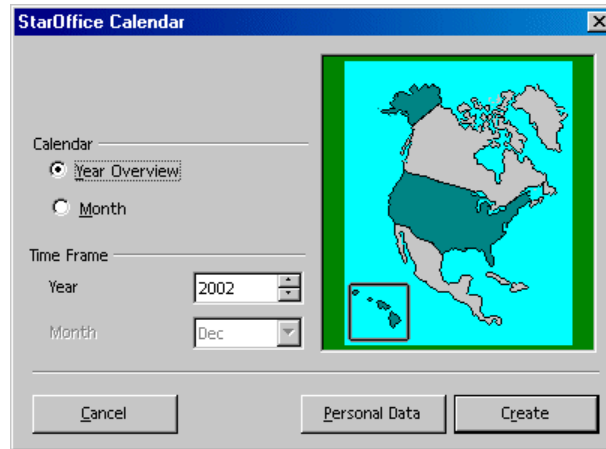 StarOffice Calendar
Calendar
Year Overview
Month
Time Frame
Year 2002
Month Dec
Cancel Personal Data Create